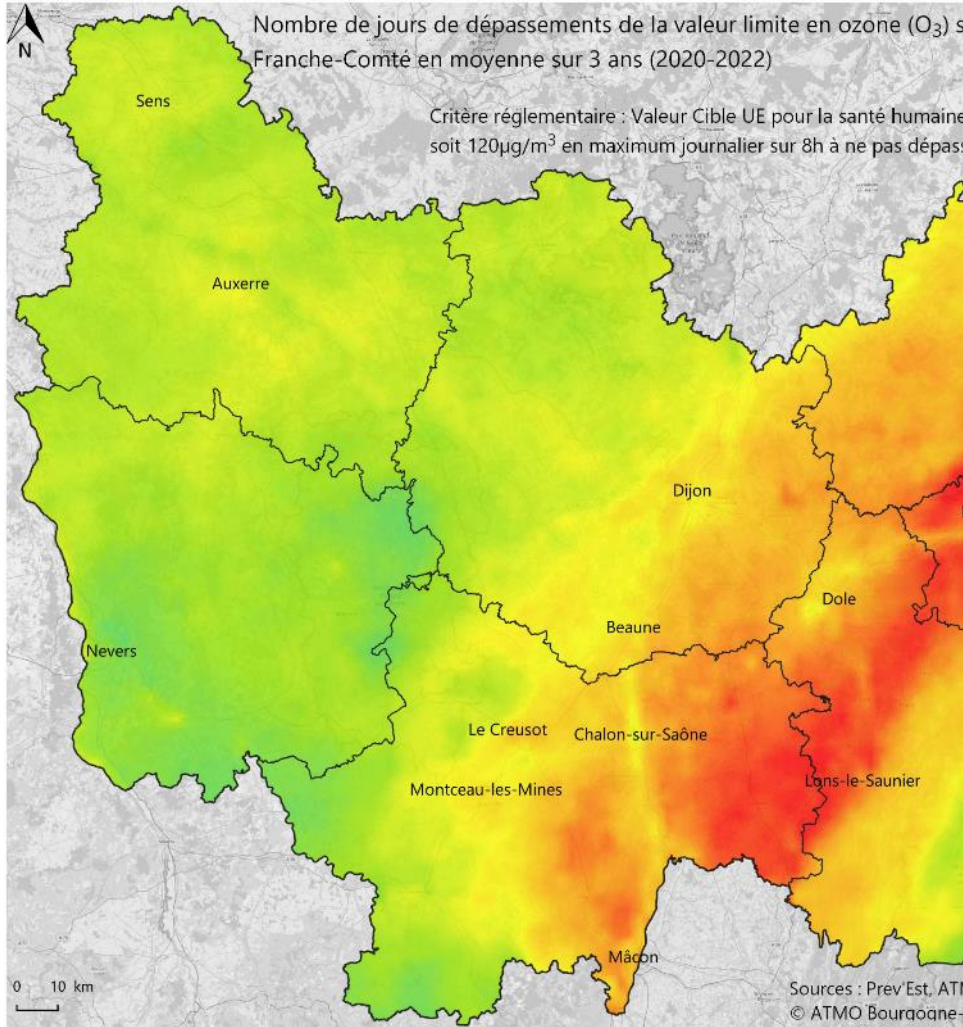 N
Nombre de jours de dépassements de la valeur limite en ozone (O₃) s
Franche-Comté en moyenne sur 3 ans (2020-2022)
Critère réglementaire : Valeur Cible UE pour la santé humaine
soit 120µg/m³ en maximum journalier sur 8h à ne pas dépass
Sens
Auxerre
Dijon
Dole
Beaune
Nevers
Le Creusot
Chalon-sur-Saône
Lons-le-Saunier
Montceau-les-Mines
Mâcon
0 10 km
Sources : Prev'Est, ATM
© ATMO Bourgogne-